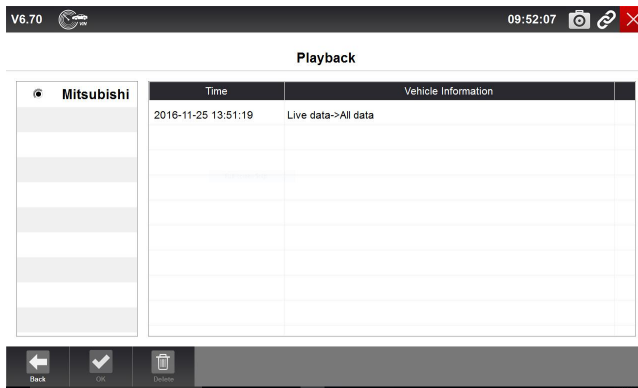 V6.70 VIN 09:52:07
Playback
Mitsubishi
Time Vehicle Information
2016-11-25 13:51:19 Live data->All data
Back OK Delete